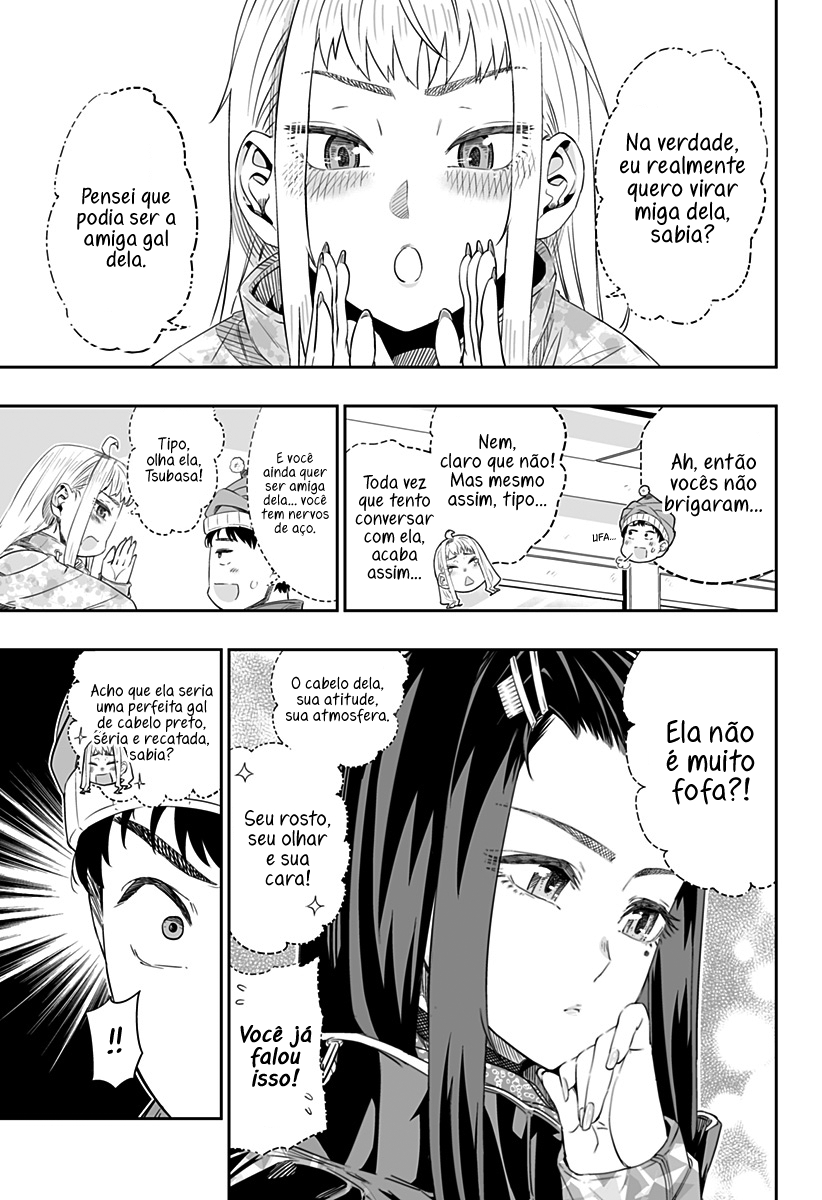 Na verdade,
eu realmente
quero virar
miga dela,
sabia?
Pensei que
podia ser a
amiga gal
dela.
Ah, então
vocês não
brigaram...
UFA...
Nem,
claro que não!
Mas mesmo
assim, tipo...
Toda vez
que tento
conversar
com ela,
acaba
assim...
E você
ainda quer
ser amiga
dela... você
tem nervos
de aço.
Tipo,
olha ela,
Tsubasa!
Ela não
é muito
fofa?!
O cabelo dela,
sua atitude,
sua atmosfera.
Seu rosto,
seu olhar
e sua
cara!
Você já
falou
isso!
Acho que ela seria
uma perfeita gal
de cabelo preto,
séria e recatada,
sabia?
!!